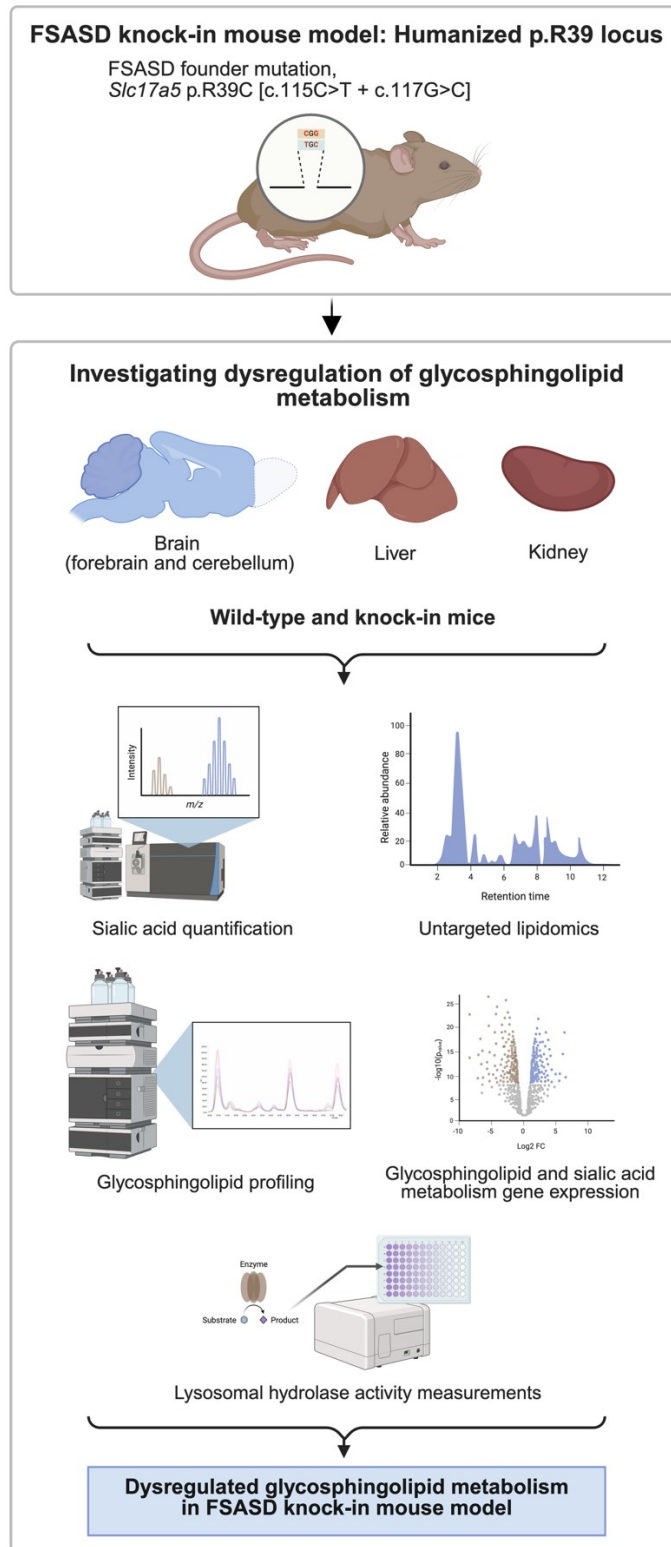 FSASD knock-in mouse model: Humanized p.R39 locus
FSASD founder mutation,
Slc17a5 p.R39C [c.115C>T + c.117G>C]
CGG
TGC
Investigating dysregulation of glycosphingolipid
metabolism
Brain
(forebrain and cerebellum)
Liver
Kidney
Wild-type and knock-in mice
Intensity
m/z
Sialic acid quantification
Relative abundance
100
80
60
40
20
0
2
4
6
8
10
12
Retention time
Untargeted lipidomics
Glycosphingolipid profiling
-log10(pvalue)
25
20
15
10
5
0
-10
-5
0
5
10
Log2 FC
Glycosphingolipid and sialic acid
metabolism gene expression
Enzyme
Substrate
Product
Lysosomal hydrolase activity measurements
Dysregulated glycosphingolipid metabolism
in FSASD knock-in mouse model